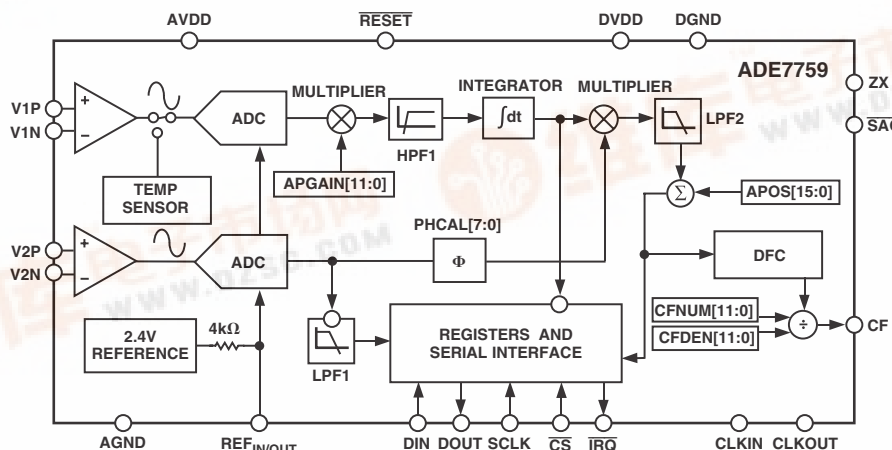 AVDD
RESET
DVDD
DGND
ADE7759
V1P
V1N
+
−
ADC
MULTIPLIER
HPF1
INTEGRATOR
∫dt
MULTIPLIER
LPF2
ZX
TEMP
SENSOR
APGAIN[11:0]
Σ
APOS[15:0]
V2P
V2N
+
−
ADC
PHCAL[7:0]
Φ
DFC
2.4V
REFERENCE
4kΩ
LPF1
REGISTERS AND
SERIAL INTERFACE
CFNUM[11:0]
CFDEN[11:0]
÷
CF
AGND
REFIN/OUT
DIN
DOUT
SCLK
CS
IRQ
CLKIN
CLKOUT